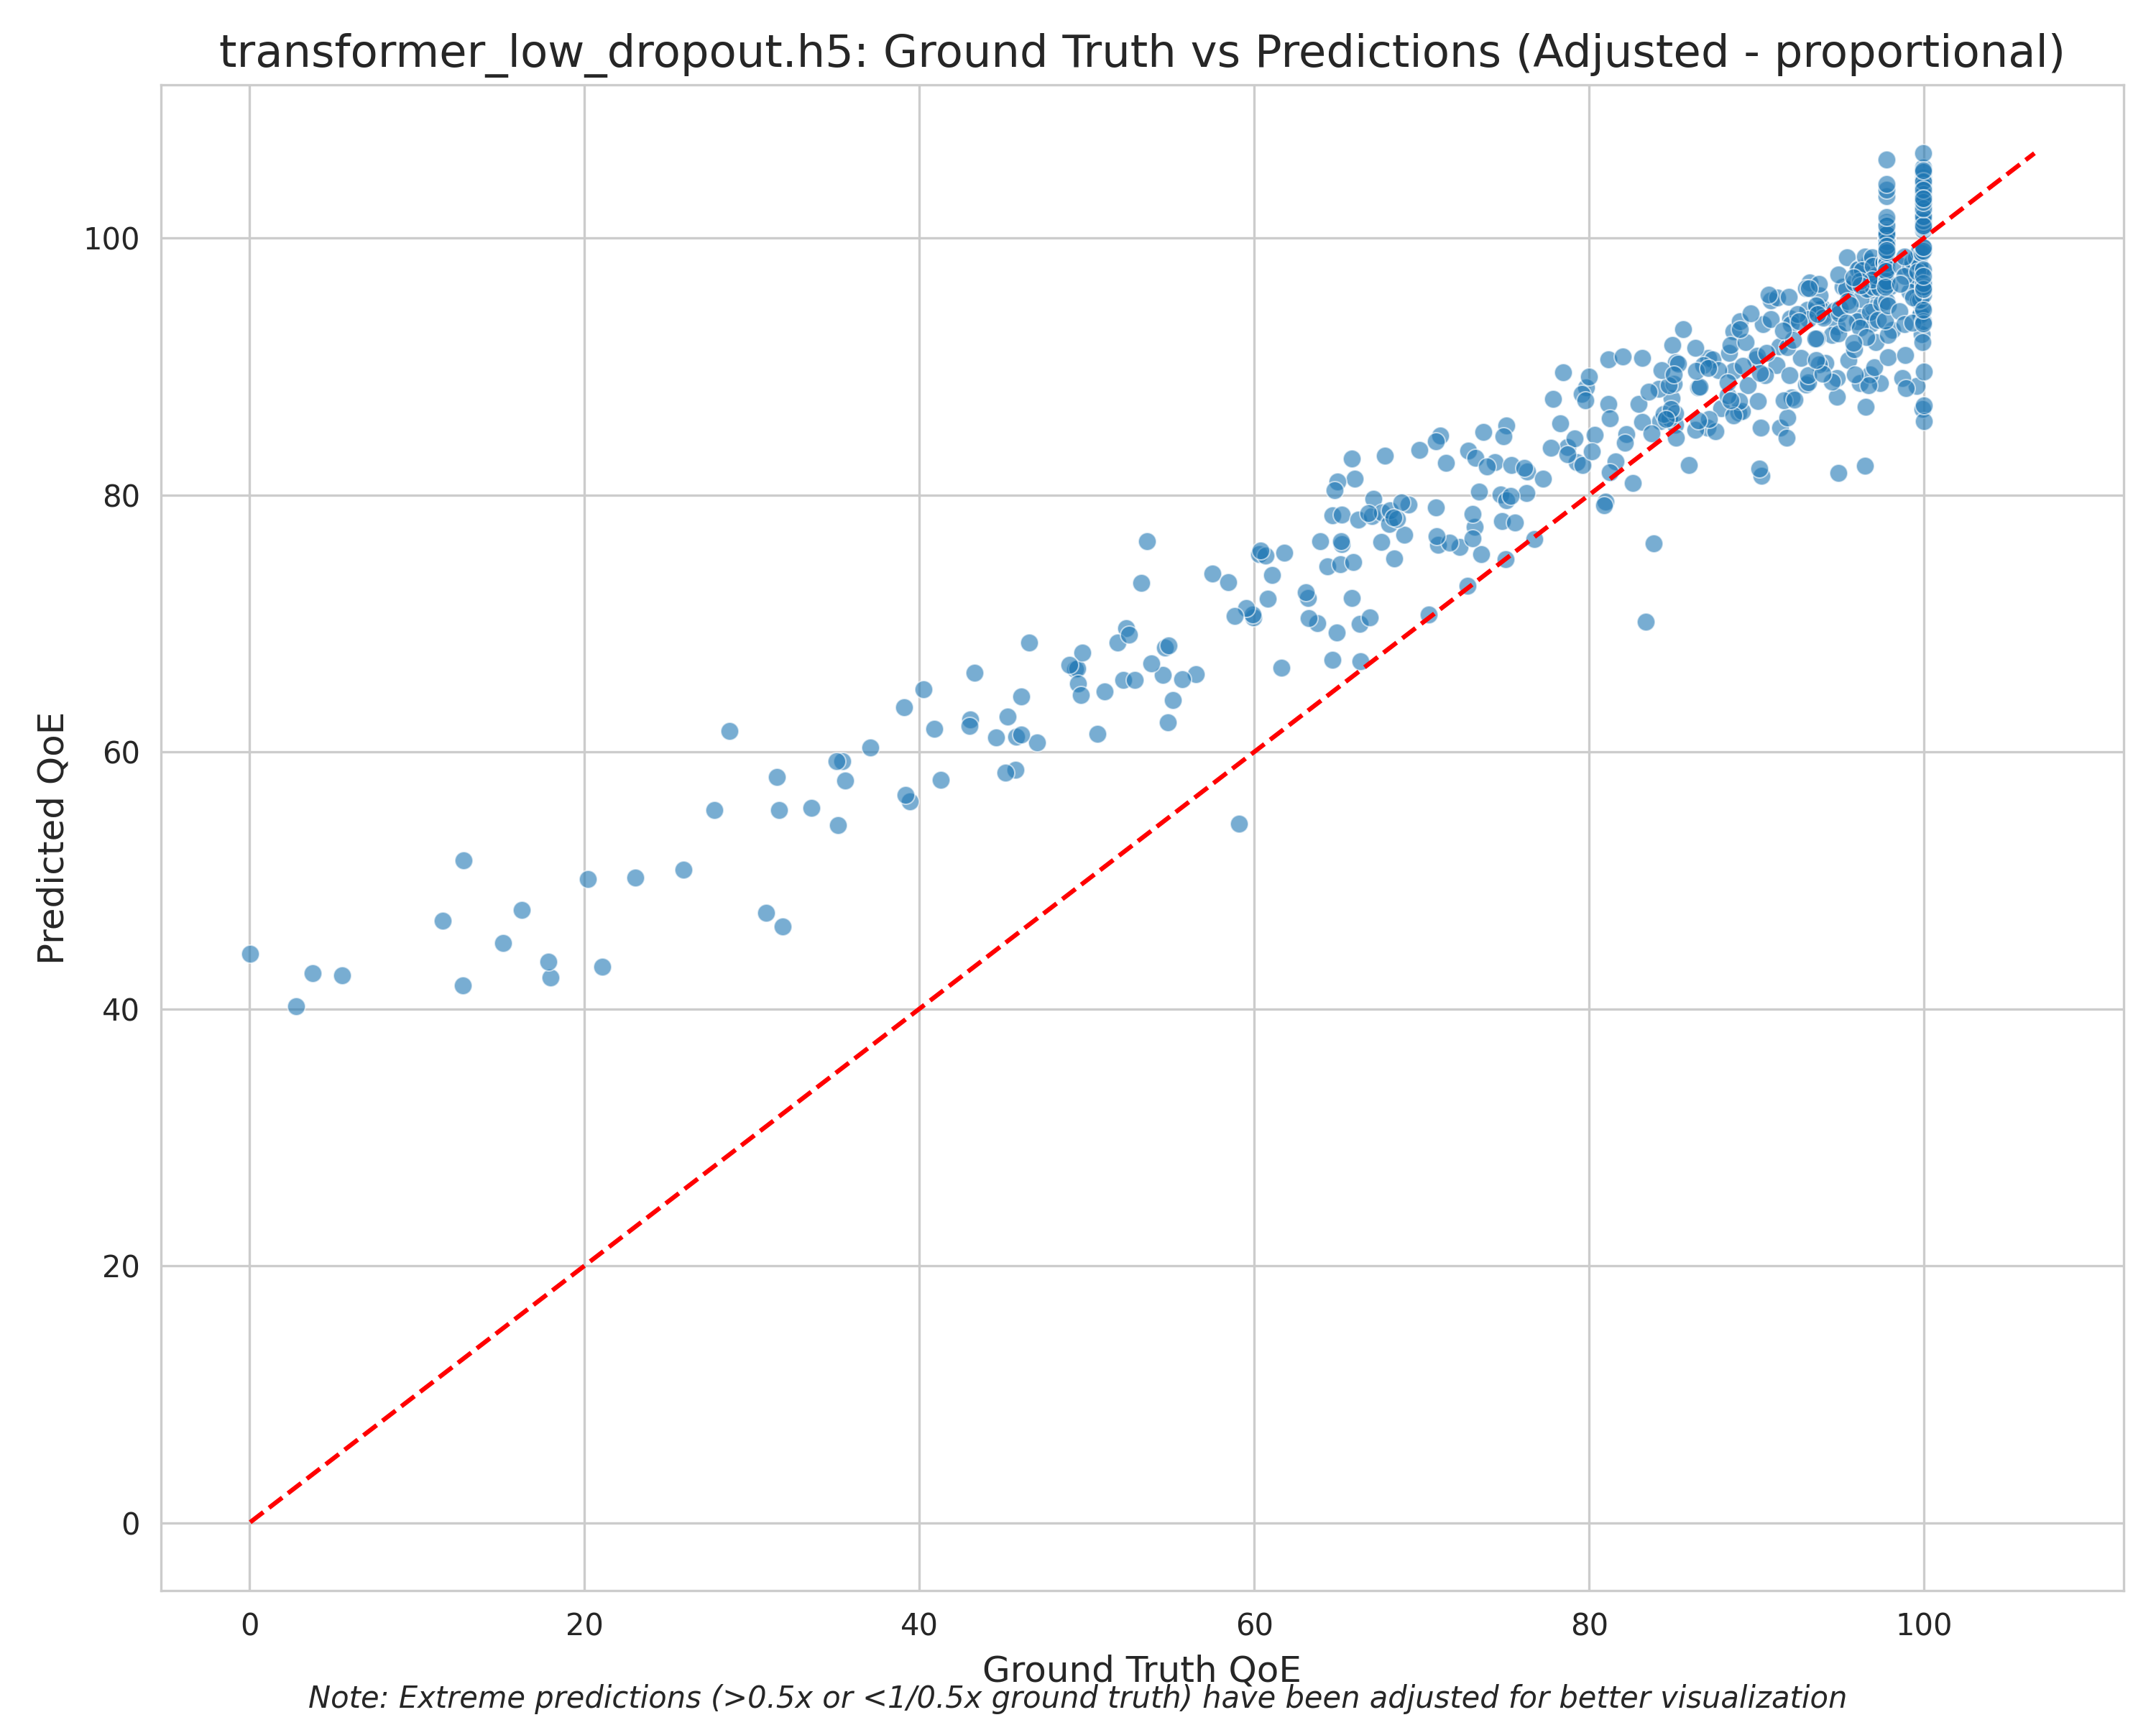 transformer_low_dropout.h5: Ground Truth vs Predictions (Adjusted - proportional)
Predicted QoE
100
80
60
40
20
0
0 20 40 60 80 100
Ground Truth QoE
Note: Extreme predictions (>0.5x or <1/0.5x ground truth) have been adjusted for better visualization